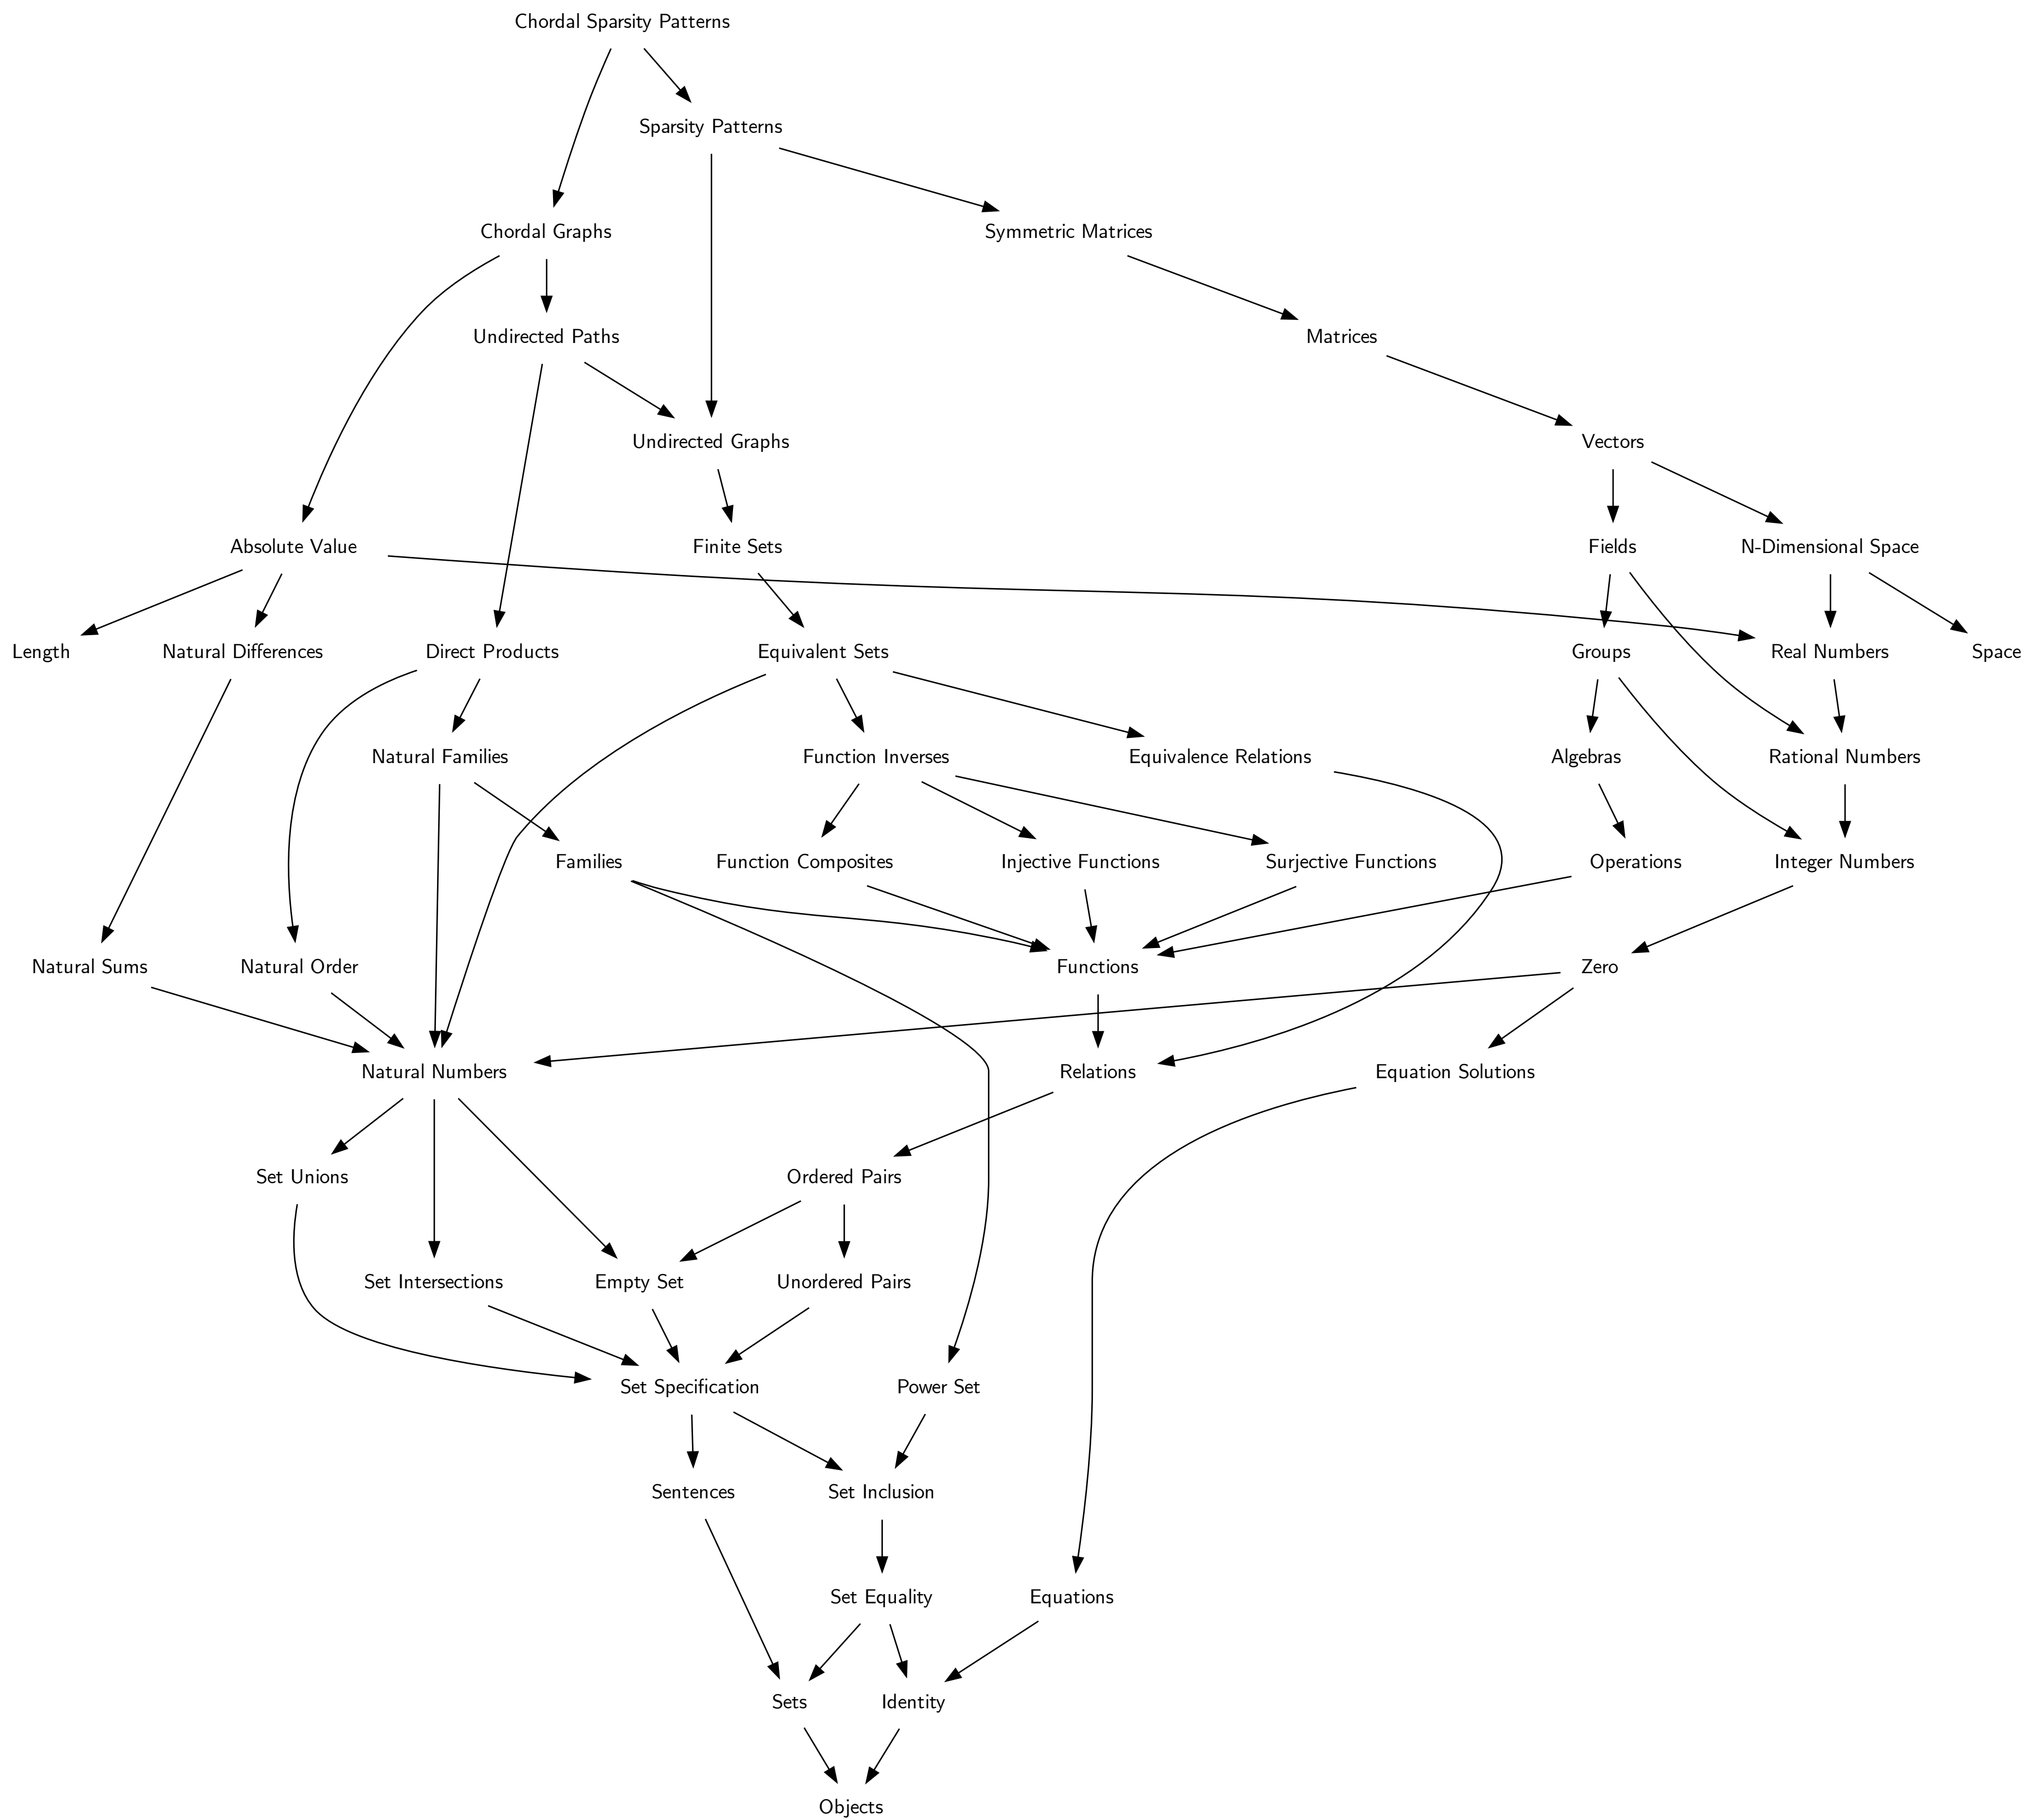 Chordal Sparsity Patterns
Sparsity Patterns
Chordal Graphs
Symmetric Matrices
Undirected Paths
Matrices
Undirected Graphs
Vectors
Absolute Value
Finite Sets
Fields
N-Dimensional Space
Length
Natural Differences
Direct Products
Equivalent Sets
Groups
Real Numbers
Space
Natural Families
Function Inverses
Equivalence Relations
Algebras
Rational Numbers
Families
Function Composites
Injective Functions
Surjective Functions
Operations
Integer Numbers
Natural Sums
Natural Order
Functions
Zero
Natural Numbers
Relations
Equation Solutions
Set Unions
Ordered Pairs
Set Intersections
Empty Set
Unordered Pairs
Set Specification
Power Set
Sentences
Set Inclusion
Set Equality
Equations
Sets
Identity
Objects